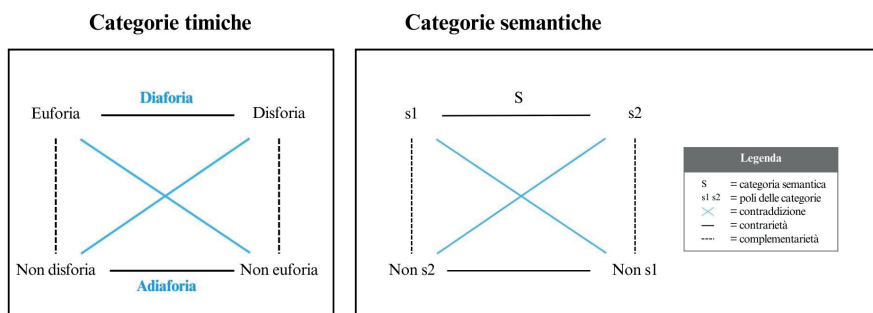 Categorie timiche
Diaforia
Euforia
Disforia
Non disforia
Non euforia
Adiaforia
Categorie semantiche
S
s1
s2
Non s2
Non s1
Legenda
S = categoria semantica
s1 s2 = poli delle categorie
= contraddizione
= contrarietà
= complementarietà